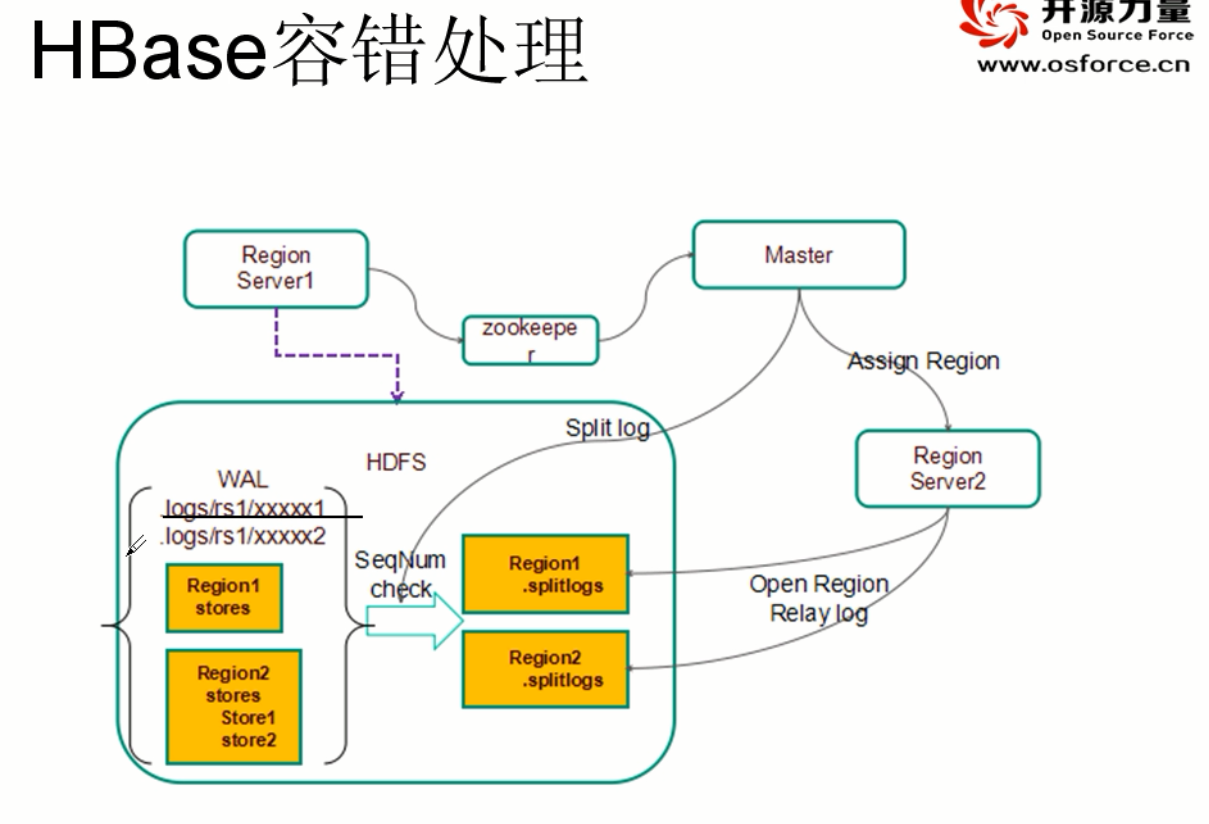 HBase容错处理
开源力量
Open Source Force
www.osforce.cn
Region
Server1
Master
zookeepe
r
Assign Region
Split log
HDFS
Region
Server2
WAL
.logs/rs1/xxxxx1
.logs/rs1/xxxxx2
SeqNum
check
Region1
.splitlogs
Region1
stores
Open Region
Relay log
Region2
.splitlogs
Region2
stores
Store1
store2